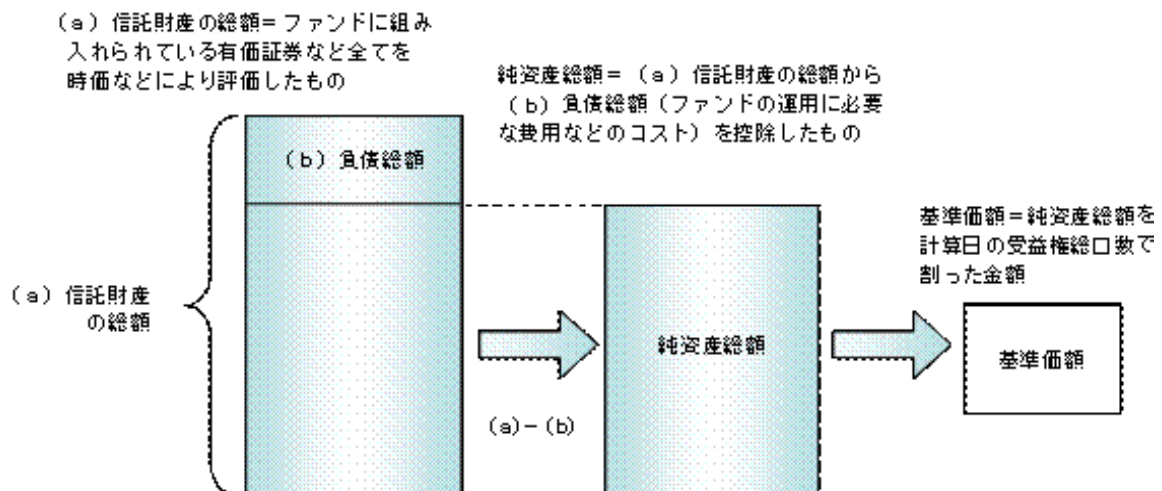 (a) 信託財産の総額=ファンドに組み
入れられている有価証券など全てを
時価などにより評価したもの
純資産総額=(a) 信託財産の総額から
(b) 負債総額(ファンドの運用に必要
な費用などのコスト)を控除したもの
(b) 負債総額
基準価額=純資産総額を
計算日の受益権総口数で
割った金額
(a) 信託財産
の総額
純資産総額
基準価額
(a)-(b)